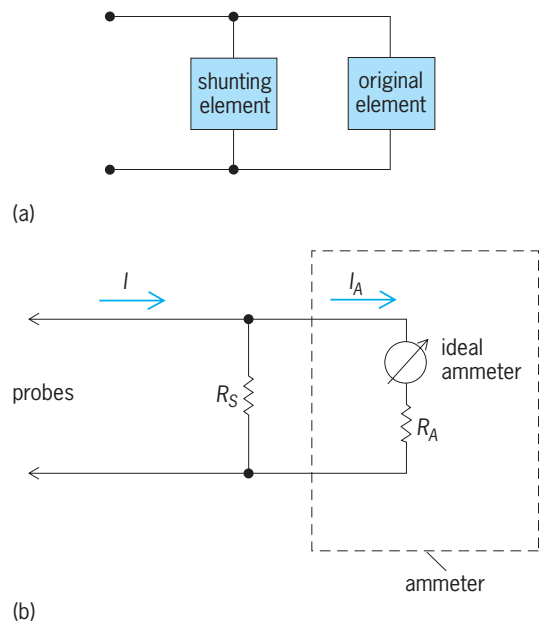 shunting
element
original
element
(a)
I
I_A
ideal
ammeter
probes
R_S
R_A
ammeter
(b)